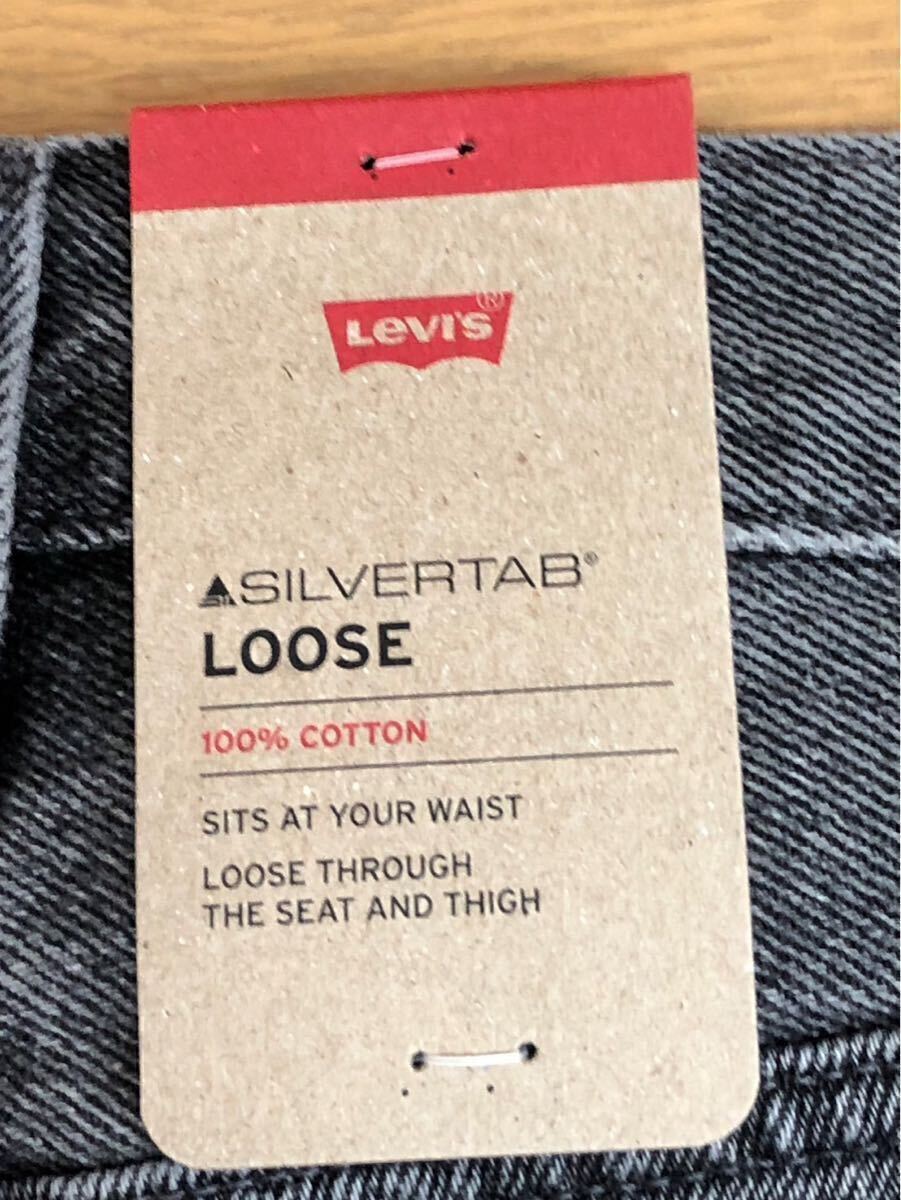 Levi's®
SILVERTAB®
LOOSE
100% COTTON
SITS AT YOUR WAIST
LOOSE THROUGH
THE SEAT AND THIGH